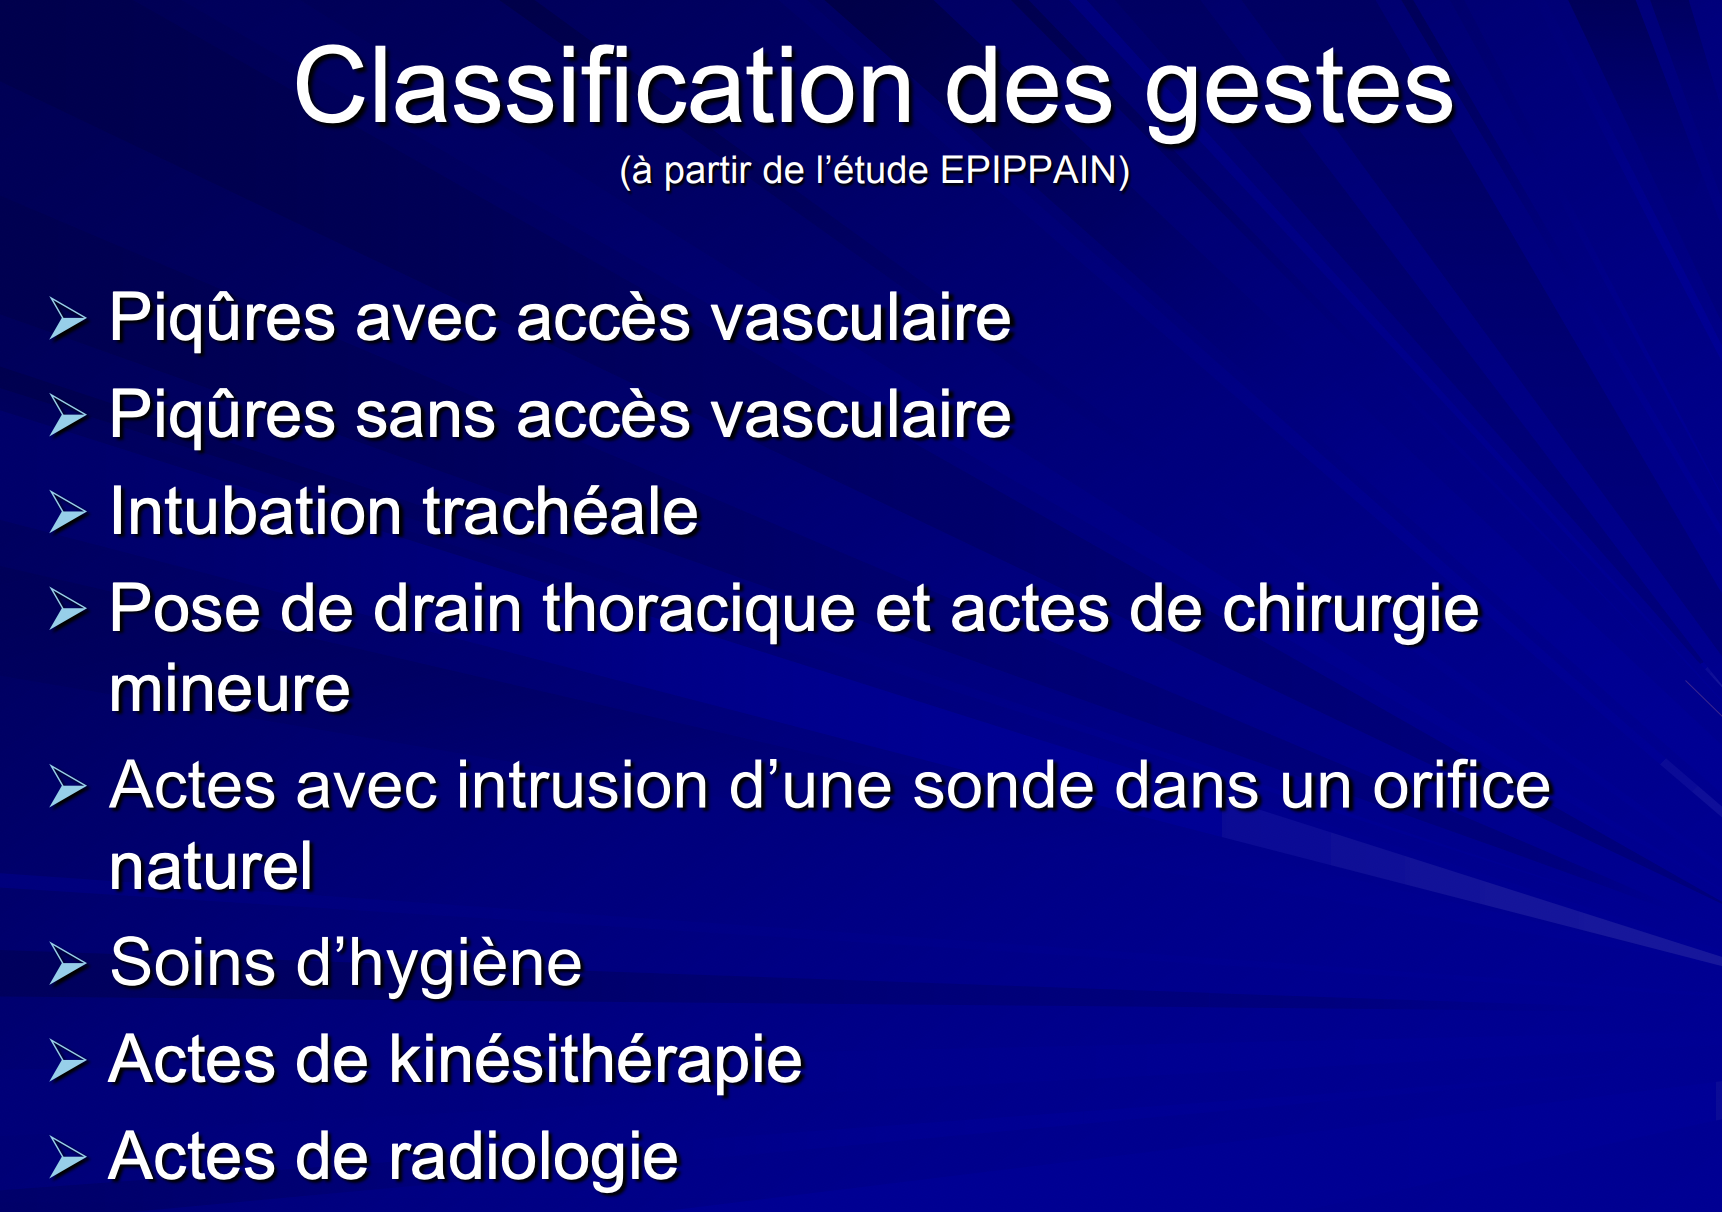 Classification des gestes
(à partir de l’étude EPIPPAIN)
Piqûres avec accès vasculaire
Piqûres sans accès vasculaire
Intubation trachéale
Pose de drain thoracique et actes de chirurgie
mineure
Actes avec intrusion d’une sonde dans un orifice
naturel
Soins d’hygiène
Actes de kinésithérapie
Actes de radiologie